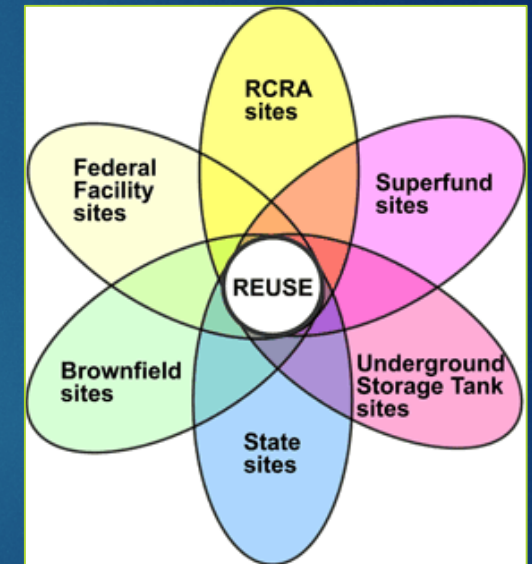 RCRA
sites
Federal
Facility
sites
Superfund
sites
REUSE
Brownfield
sites
Underground
Storage Tank
sites
State
sites